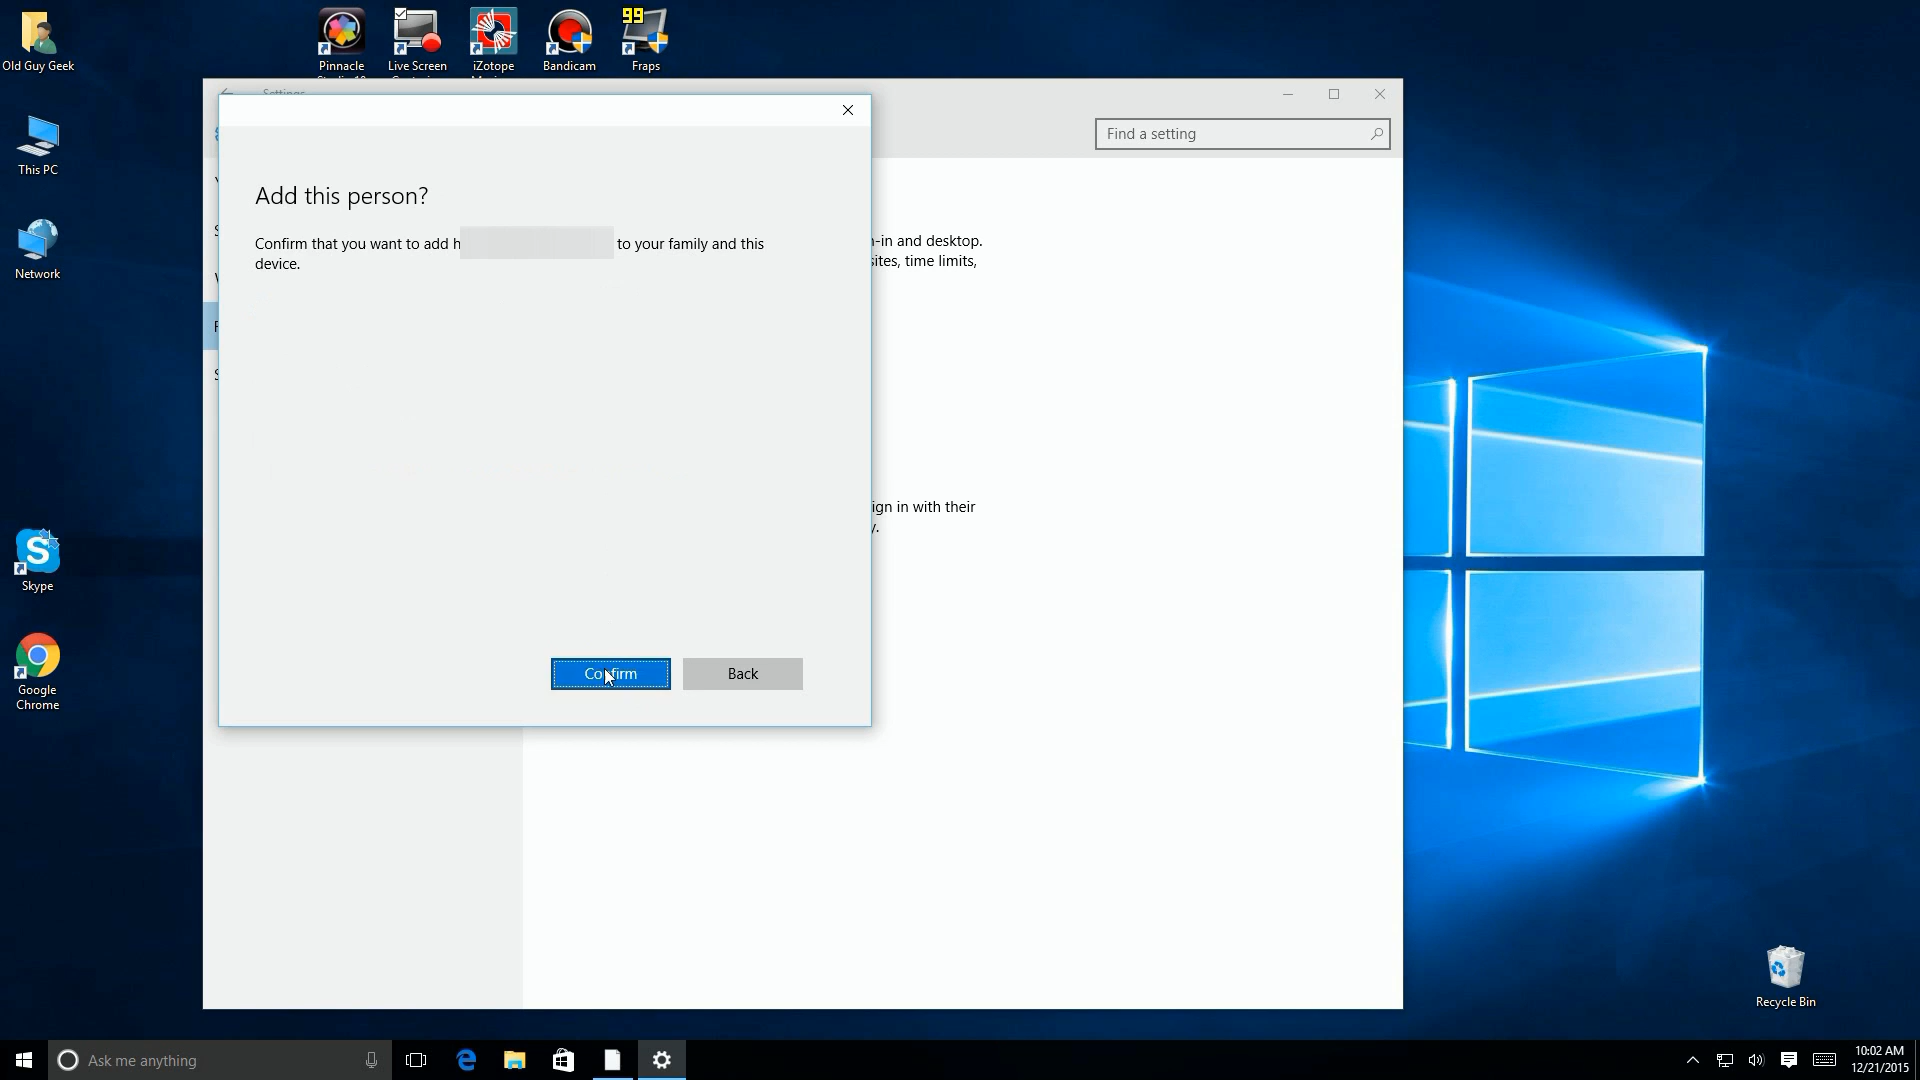 Old Guy Geek
Pinnacle
Live Screen
iZotope
Bandicam
99
Fraps
This PC
Network
Skype
Google
Chrome
Settings
Find a setting
Add this person?
Confirm that you want to add h to your family and this
device.
n-in and desktop.
sites, time limits,
ign in with their
y.
Confirm
Back
Recycle Bin
Ask me anything
10:02 AM
12/21/2015